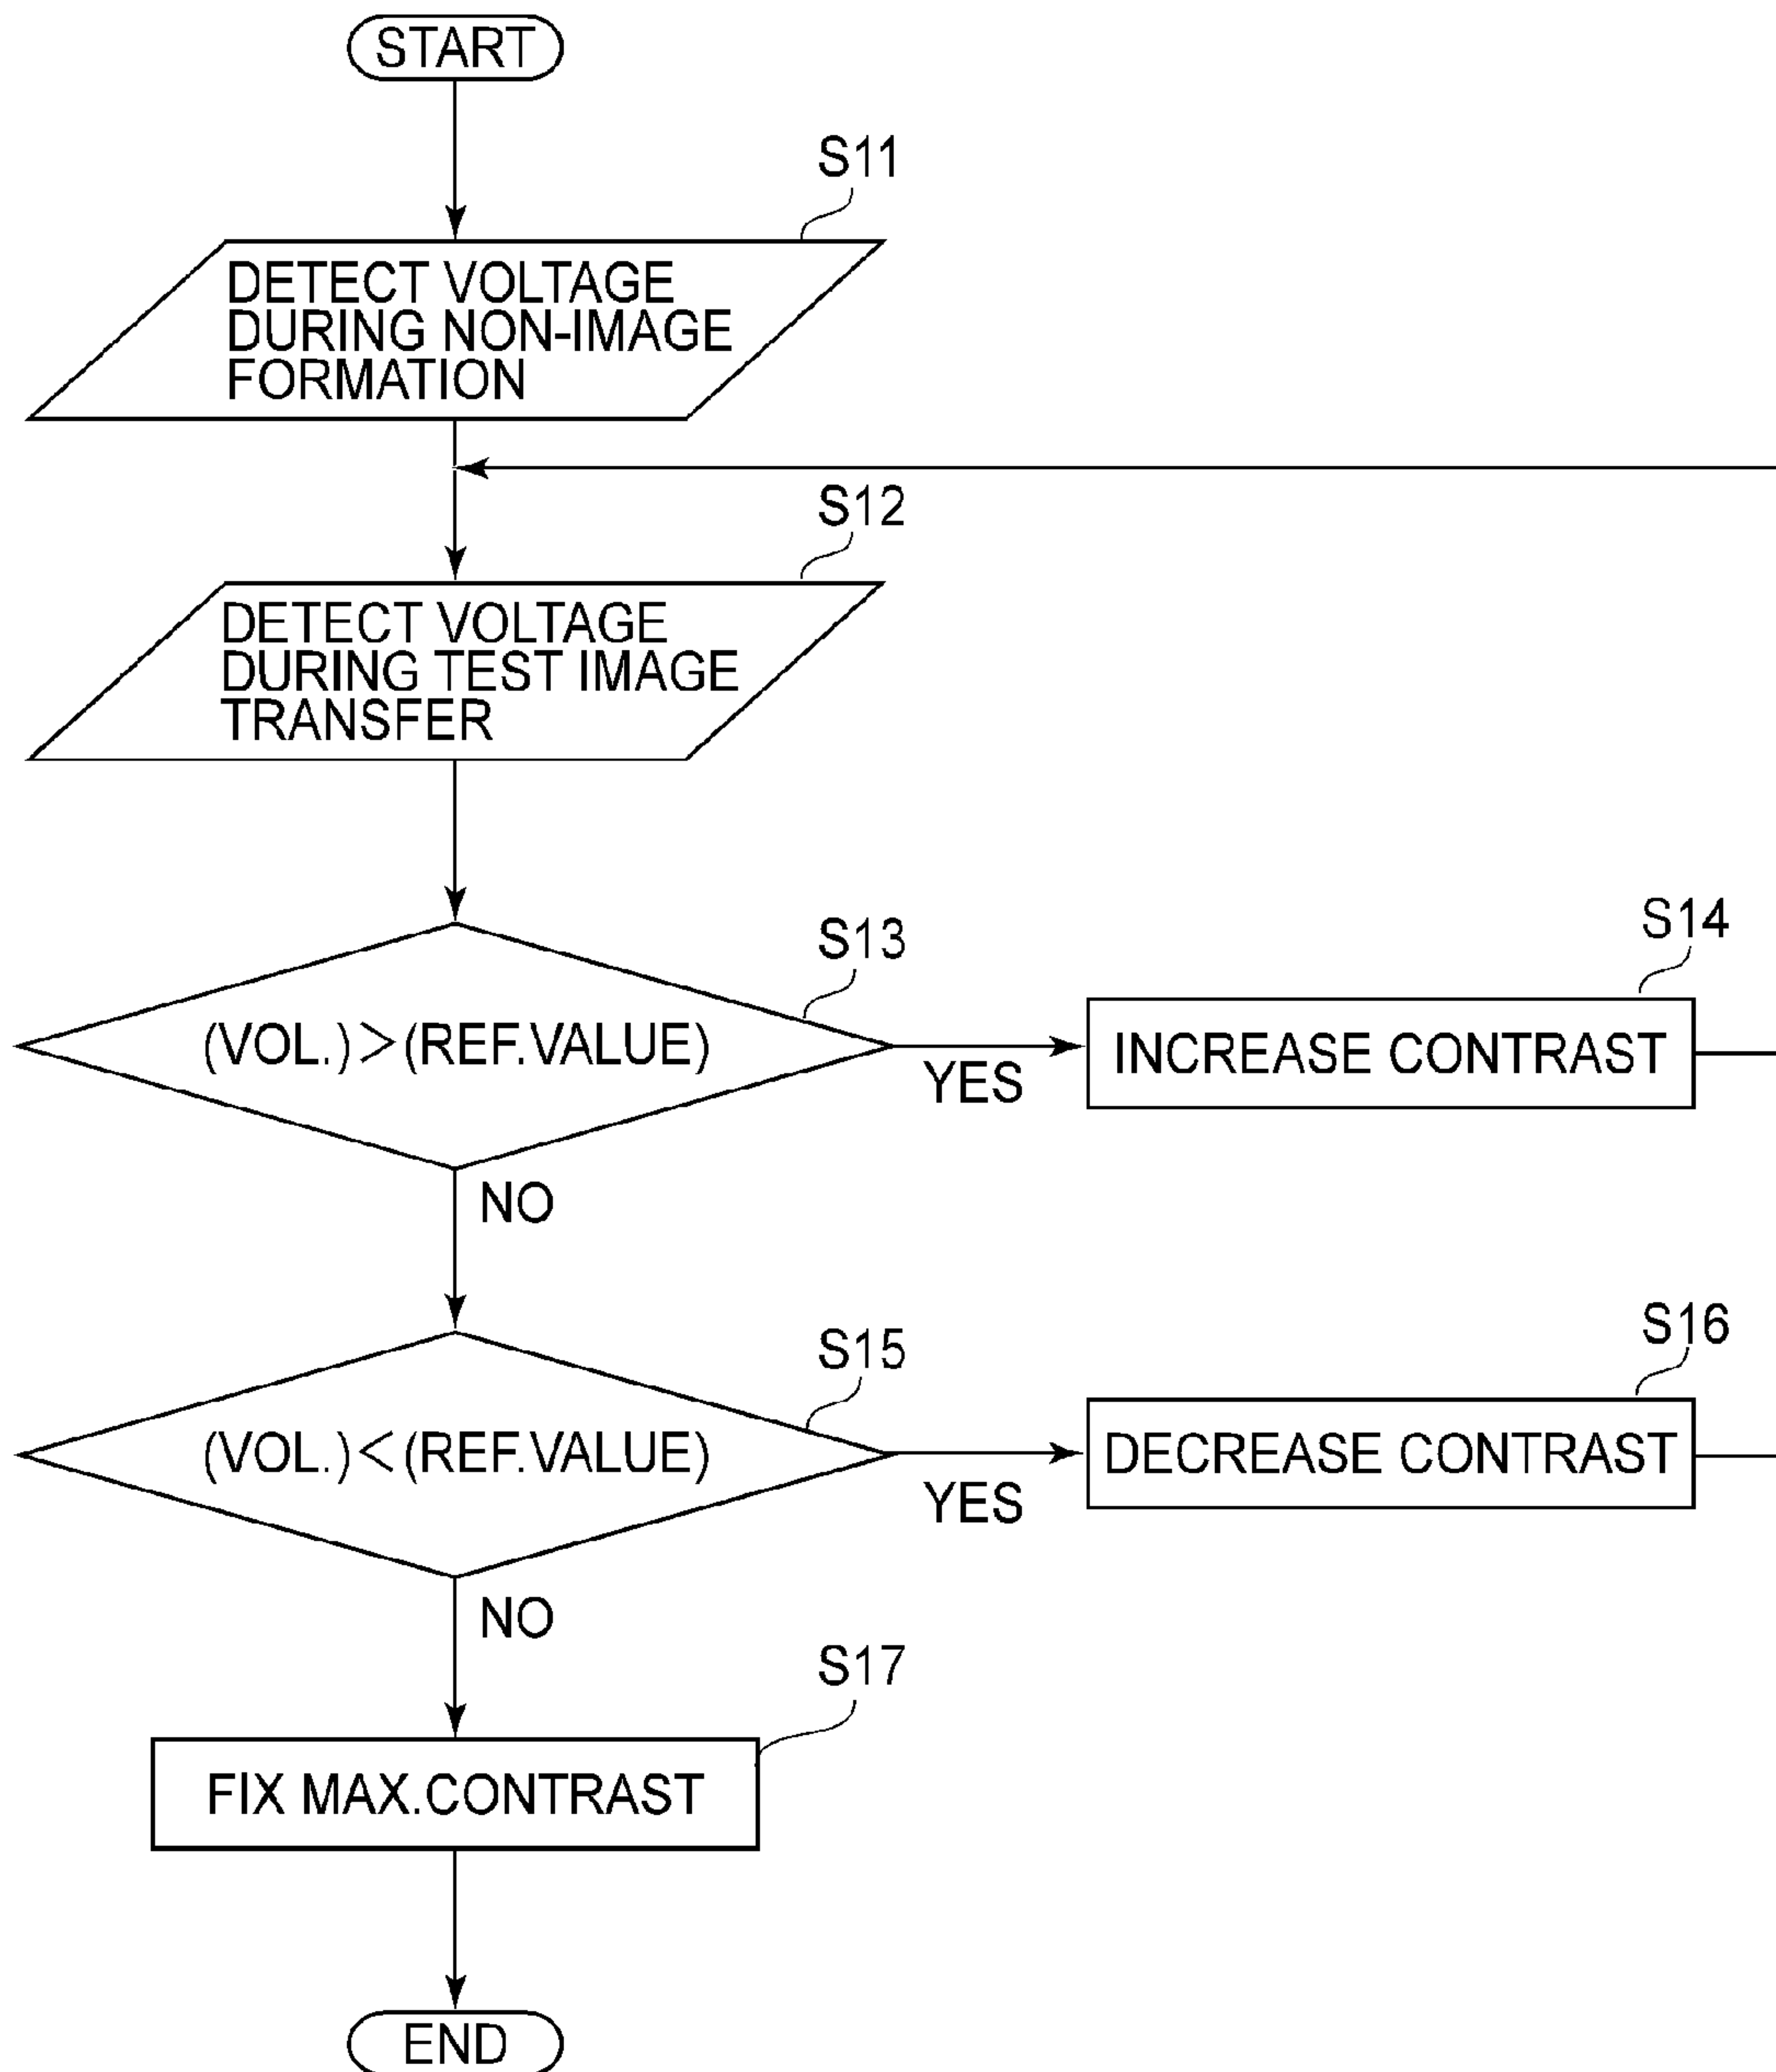 START
S11
DETECT VOLTAGE
DURING NON-IMAGE
FORMATION
S12
DETECT VOLTAGE
DURING TEST IMAGE
TRANSFER
S13
(VOL.)>(REF.VALUE)
YES
S14
INCREASE CONTRAST
NO
S15
(VOL.)<(REF.VALUE)
YES
S16
DECREASE CONTRAST
NO
S17
FIX MAX.CONTRAST
END